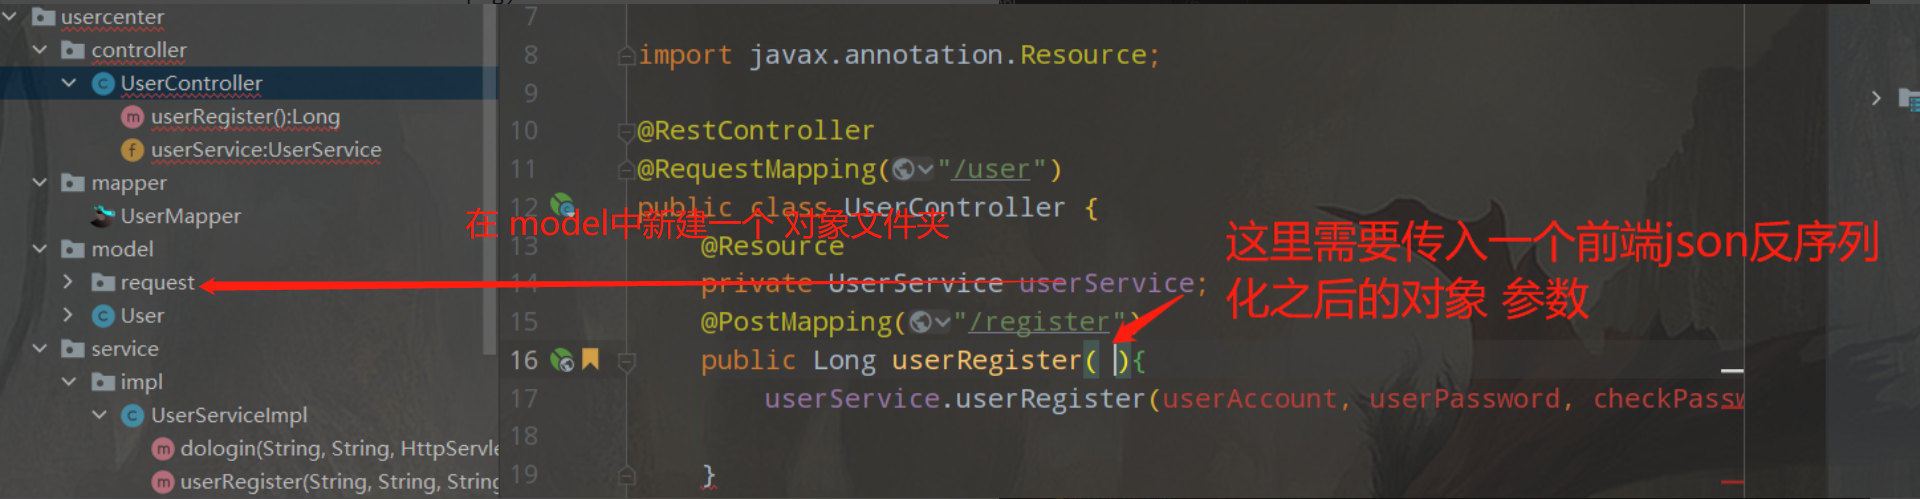 usercenter
controller
UserController
userRegister():Long
userService:UserService
mapper
UserMapper
model
request
User
service
impl
UserServiceImpl
dologin(String, String, HttpServle
userRegister(String, String, String
7
8 import javax.annotation.Resource;
9
10 @RestController
11 @RequestMapping("/user")
12 public class UserController {
13 @Resource
14 private UserService userService;
15 @PostMapping("/register")
16 public Long userRegister( ){
17 userService.userRegister(userAccount, userPassword, checkPassw
18
19 }
在 model中新建一个 对象文件夹
这里需要传入一个前端json反序列
化之后的对象 参数